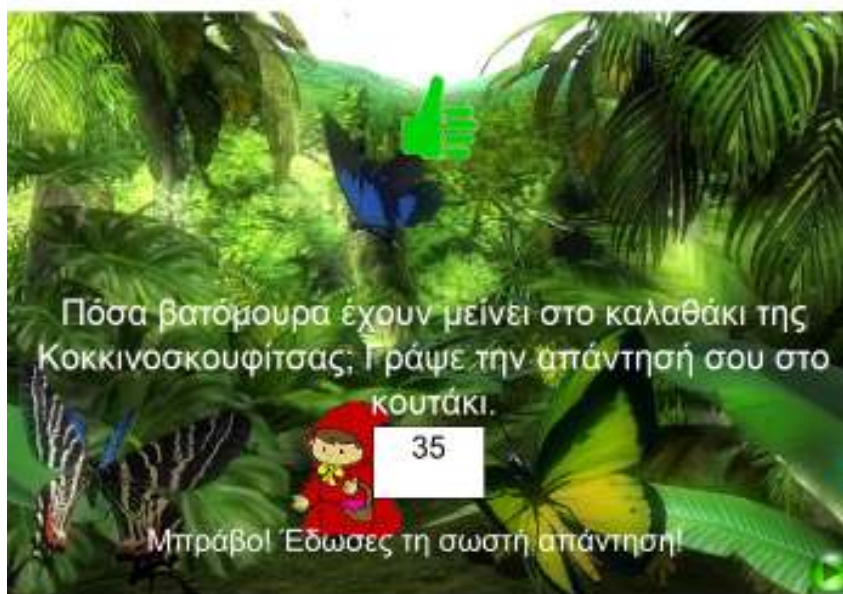 Πόσα βατόμουρα έχουν μείνει στο καλαθάκι της
Κοκκινοσκουφίτσας; Γράψε την απάντησή σου στο
κουτάκι.
35
Μπράβο! Έδωσες τη σωστή απάντηση!